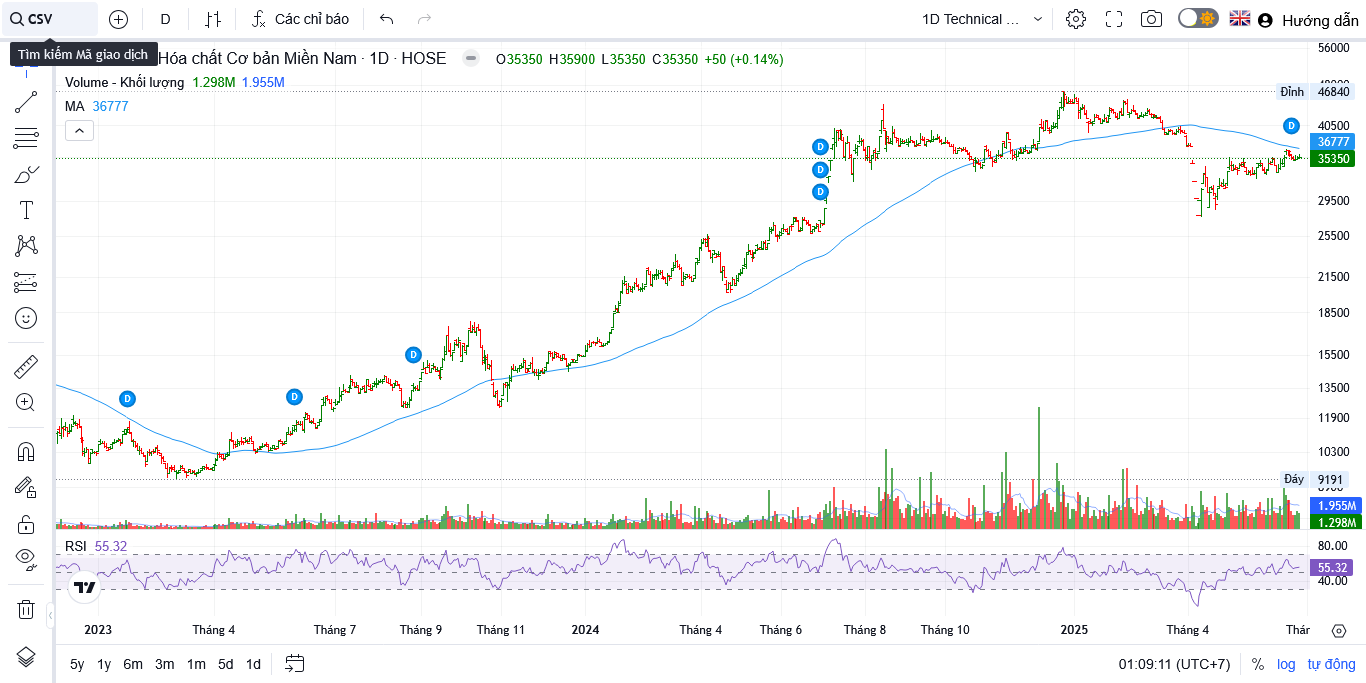 CSV
D
Các chỉ báo
1D Technical ...
Hướng dẫn
Tìm kiếm Mã giao dịch
Hóa chất Cơ bản Miền Nam · 1D · HOSE
O35350 H35900 L35350 C35350 +50 (+0.14%)
Volume - Khối lượng 1.298M 1.955M
MA 36777
56000
Đỉnh 46840
40500
36777
35350
29500
25500
21500
18500
15500
13500
11900
10300
Đáy 9191
1.955M
1.298M
D
D
D
D
D
D
D
RSI 55.32
80.00
55.32
40.00
2023
Tháng 4
Tháng 7
Tháng 9
Tháng 11
2024
Tháng 4
Tháng 6
Tháng 8
Tháng 10
2025
Tháng 4
Thár
5y 1y 6m 3m 1m 5d 1d
01:09:11 (UTC+7)
%
log
tự động